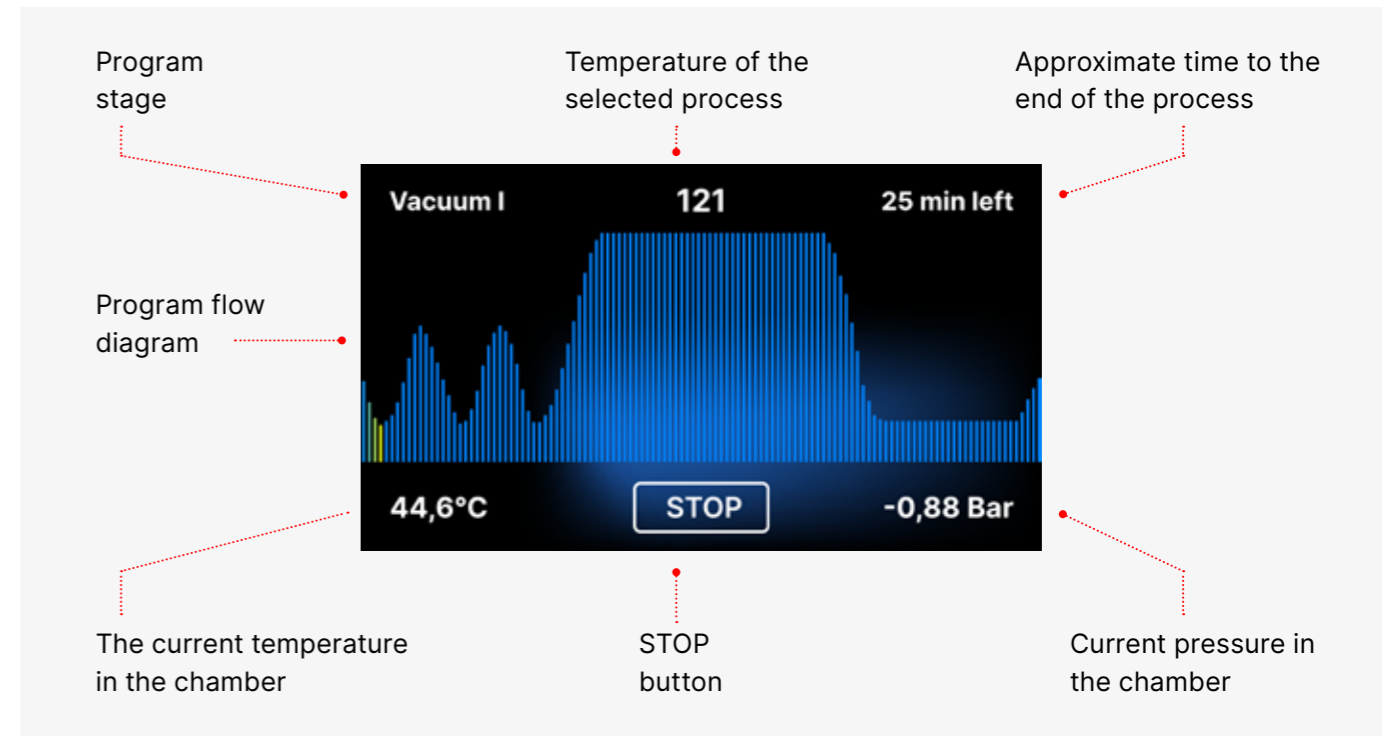 Program
stage
Temperature of the
selected process
Approximate time to the
end of the process
Vacuum I
121
25 min left
Program flow
diagram
44,6°C
STOP
-0,88 Bar
The current temperature
in the chamber
STOP
button
Current pressure in
the chamber